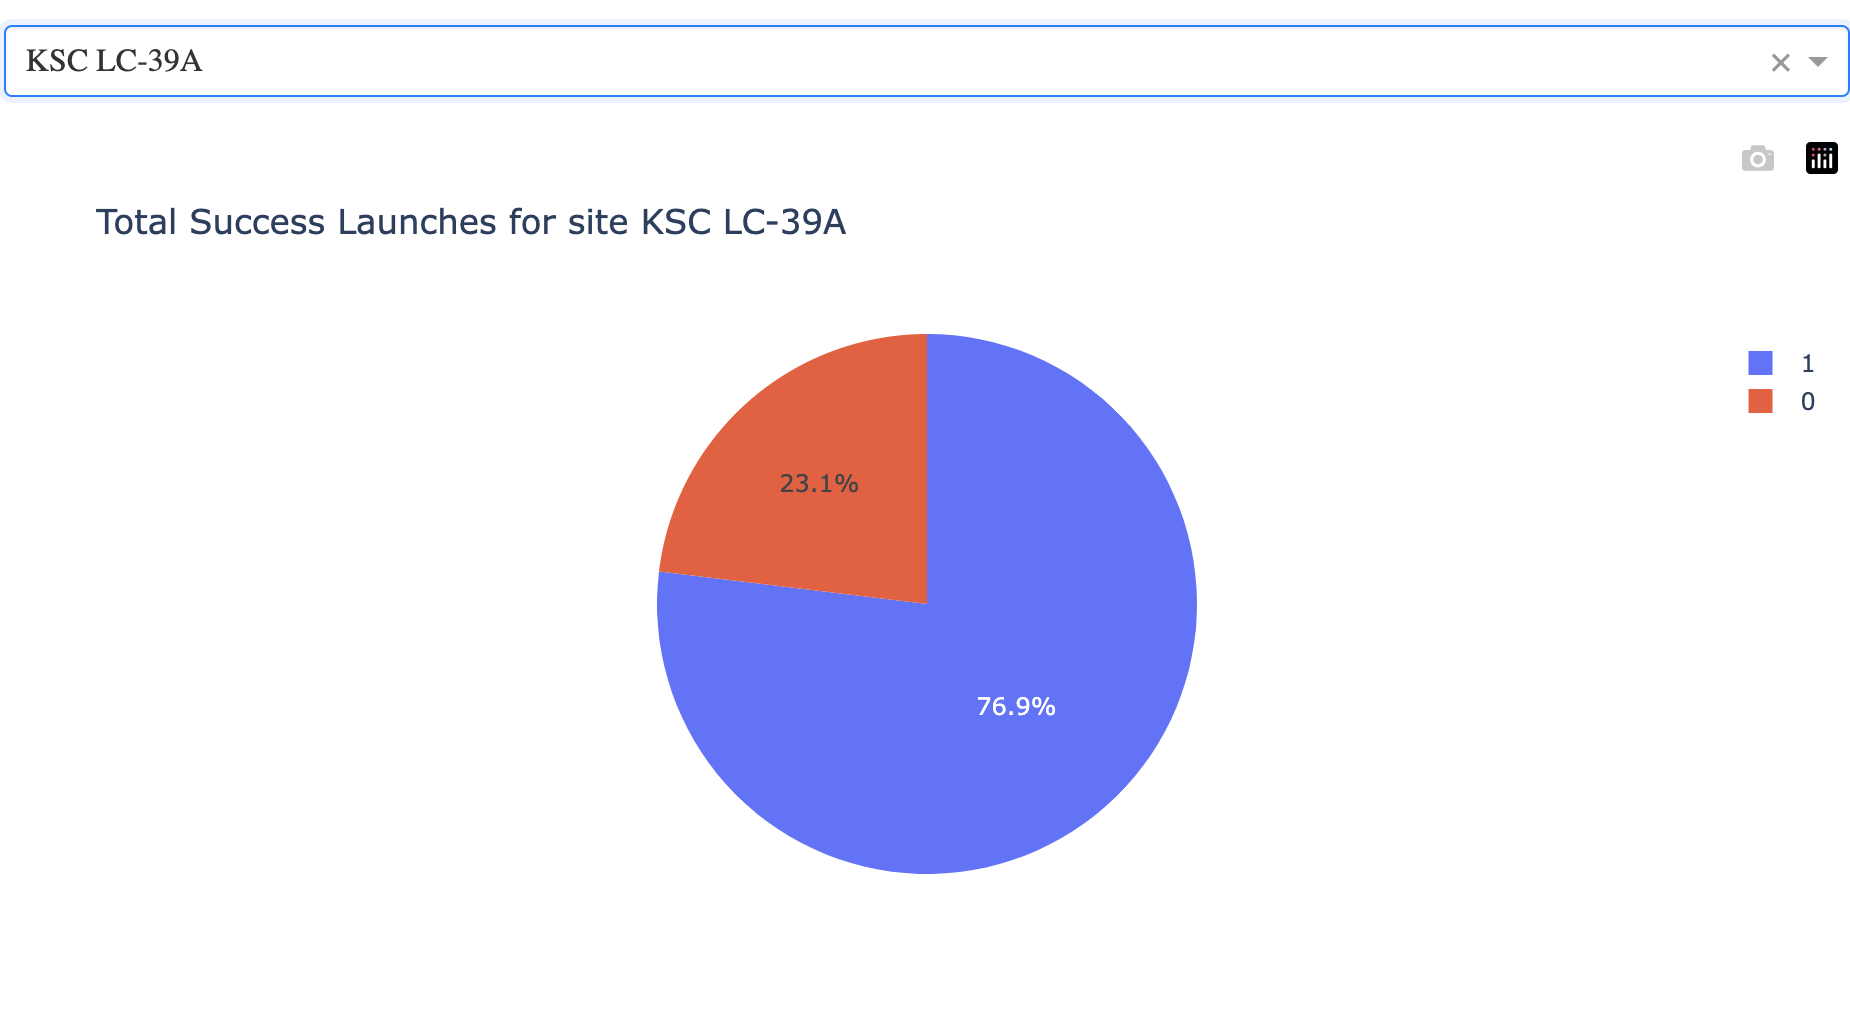 KSC LC-39A
Total Success Launches for site KSC LC-39A
1
0
23.1%
76.9%